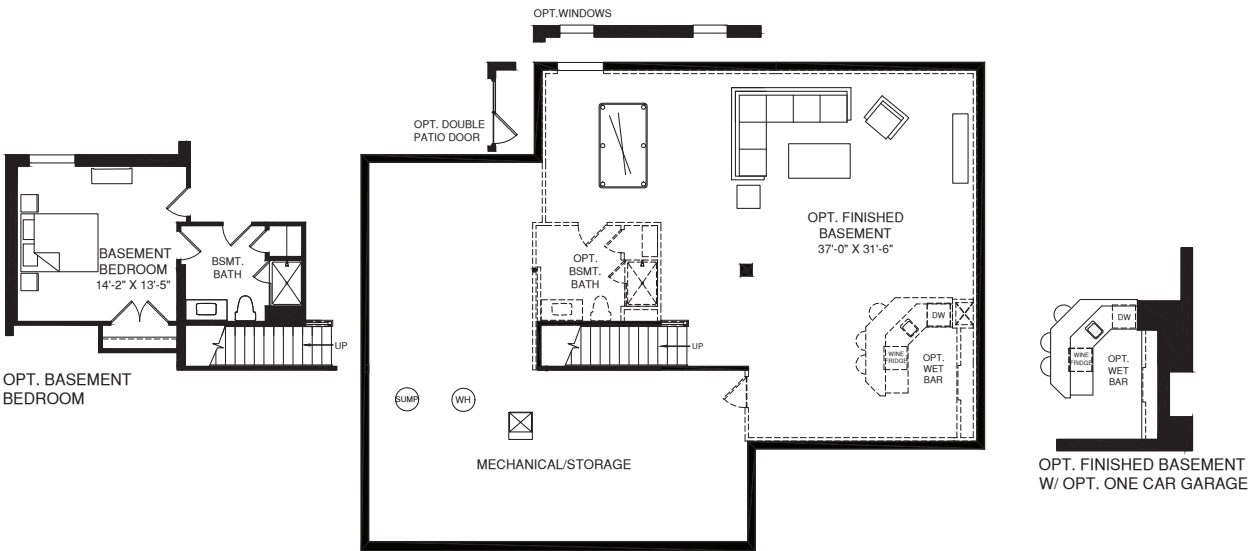 OPT.WINDOWS
OPT. DOUBLE
PATIO DOOR
BASEMENT
BEDROOM
14'-2" X 13'-5"
BSMT.
BATH
UP
OPT. BASEMENT
BEDROOM
OPT. FINISHED
BASEMENT
37'-0" X 31'-6"
OPT.
BSMT.
BATH
UP
DW
WINE
FRIDGE
OPT.
WET
BAR
SUMP
WH
MECHANICAL/STORAGE
DW
WINE
FRIDGE
OPT.
WET
BAR
OPT. FINISHED BASEMENT
W/ OPT. ONE CAR GARAGE